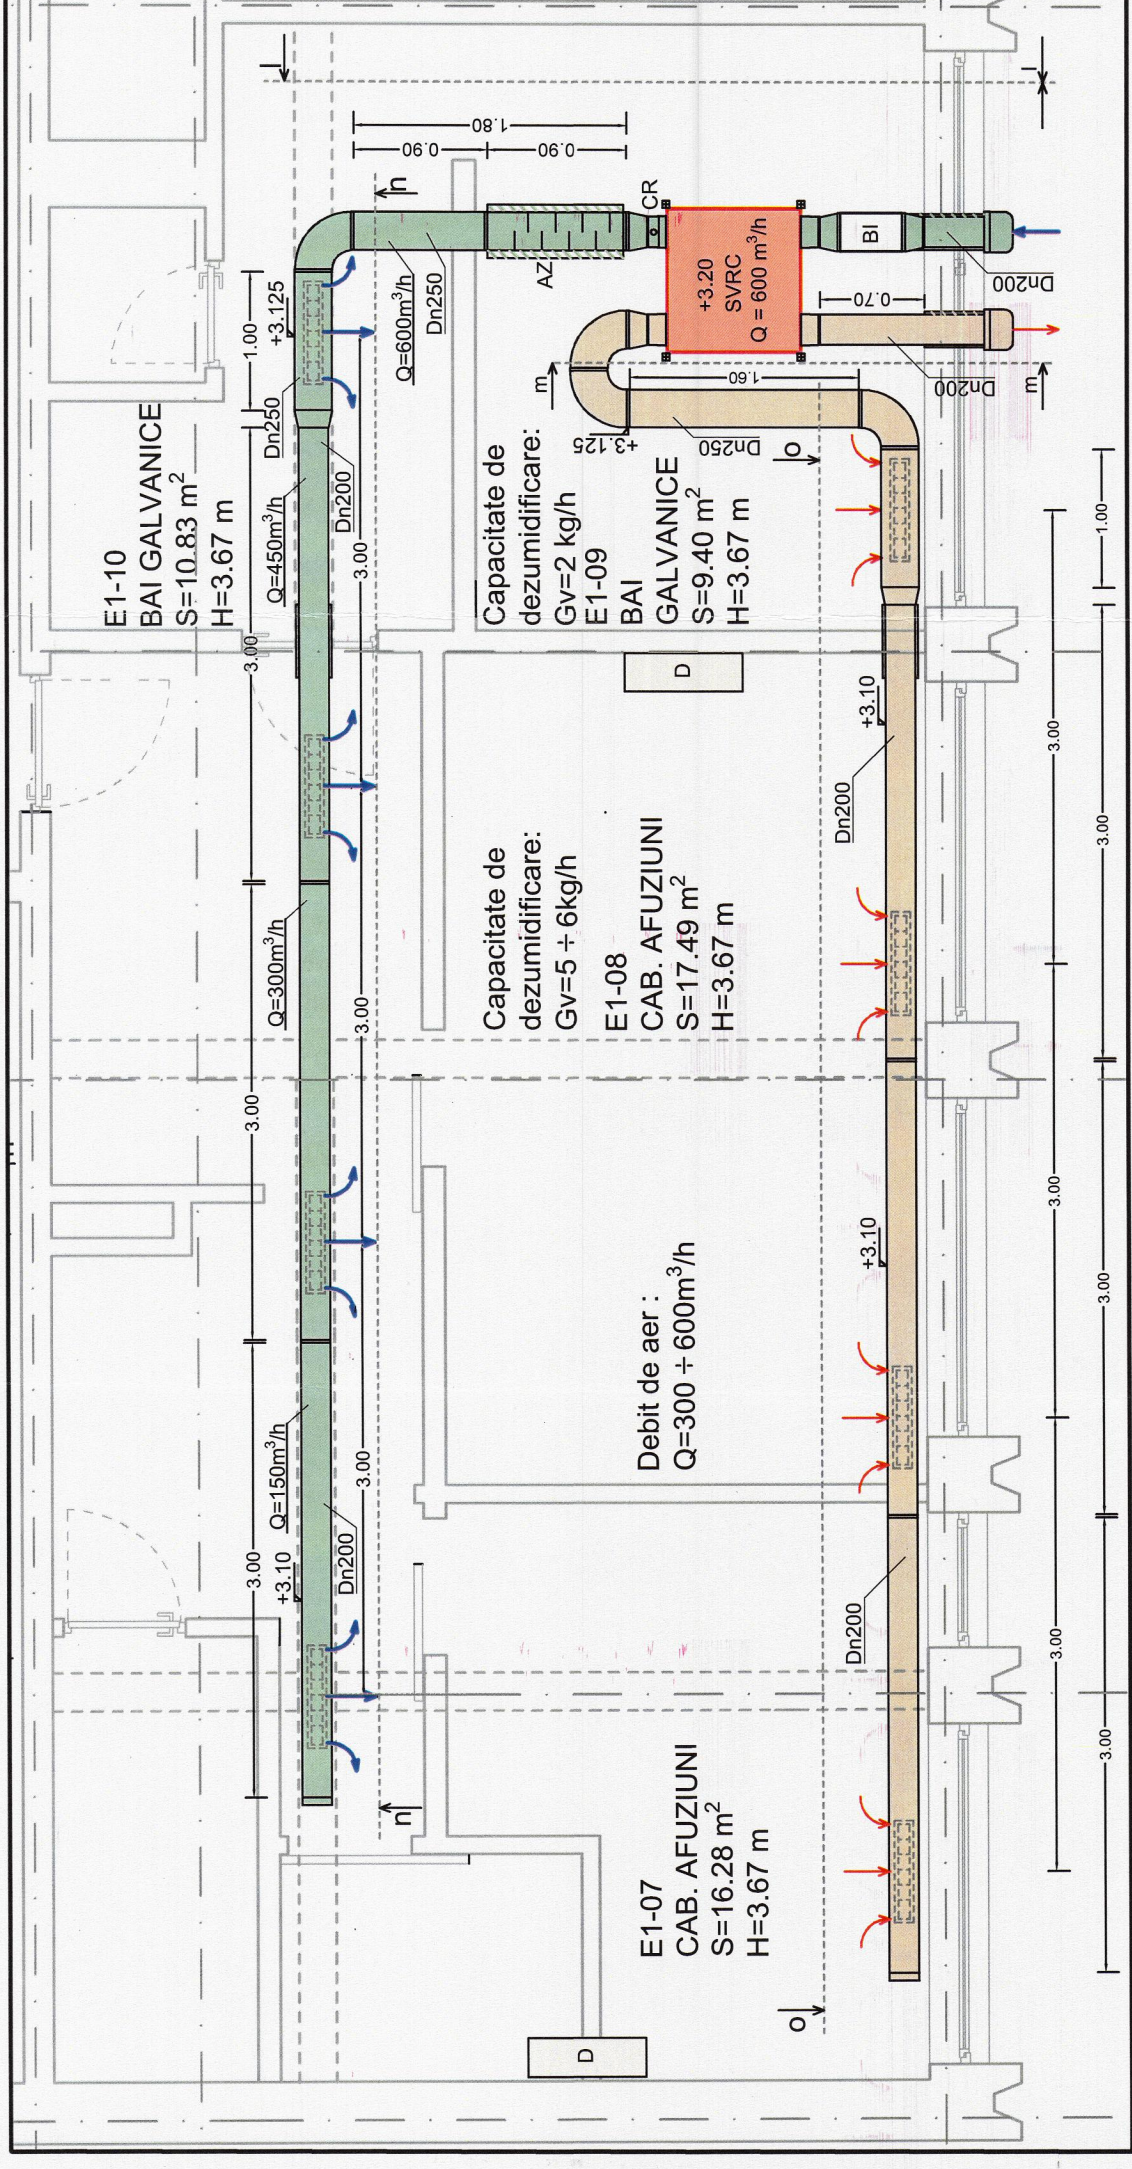 E1-10
BAI GALVANICE
S=10.83 m²
H=3.67 m
Capacitate de
dezumidificare:
Gv=2 kg/h
E1-09
BAI
GALVANICE
S=9.40 m²
H=3.67 m
Capacitate de
dezumidificare:
Gv=5 ÷ 6kg/h
E1-08
CAB. AFUZIUNI
S=17.49 m²
H=3.67 m
Debit de aer :
Q=300 ÷ 600m³/h
E1-07
CAB. AFUZIUNI
S=16.28 m²
H=3.67 m
+3.20
SVRC
Q = 600 m³/h
CR
AZ
BI
D
D
Q=600m³/h
Dn250
Q=450m³/h
Dn200
Q=300m³/h
Q=150m³/h
Dn200
Dn250
+3.125
+3.10
1.00
3.00
3.00
3.00
3.00
3.00
3.00
1.80
0.90
0.90
0.70
1.60
Dn200
Dn200
Dn250
+3.125
+3.10
Dn200
+3.10
Dn200
1.00
3.00
3.00
3.00
3.00
3.00
3.00
l
l
m
m
n
n
o
o